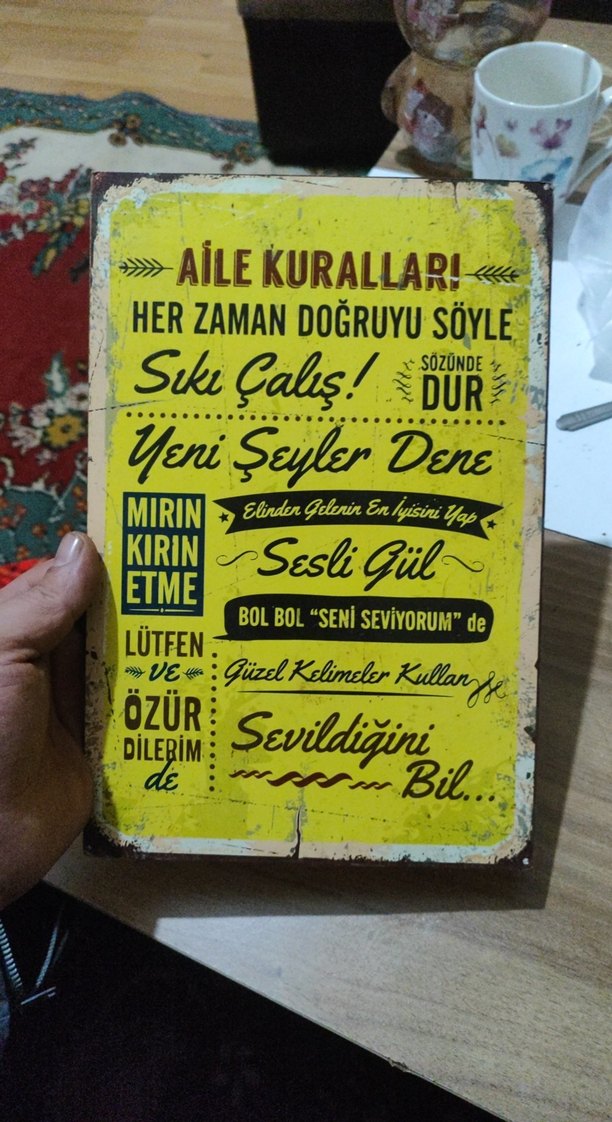 AİLE KURALLARI
HER ZAMAN DOĞRUYU SÖYLE
Sıkı Çalış!
SÖZÜNDE
DUR
Yeni Şeyler Dene
MIRIN
KIRIN
ETME
Elinden Gelenin En İyisini Yap
Sesli Gül
BOL BOL "SENİ SEVİYORUM" de
LÜTFEN
ve
ÖZÜR
DİLERİM
de
Güzel Kelimeler Kullan
Sevildiğini
Bil...